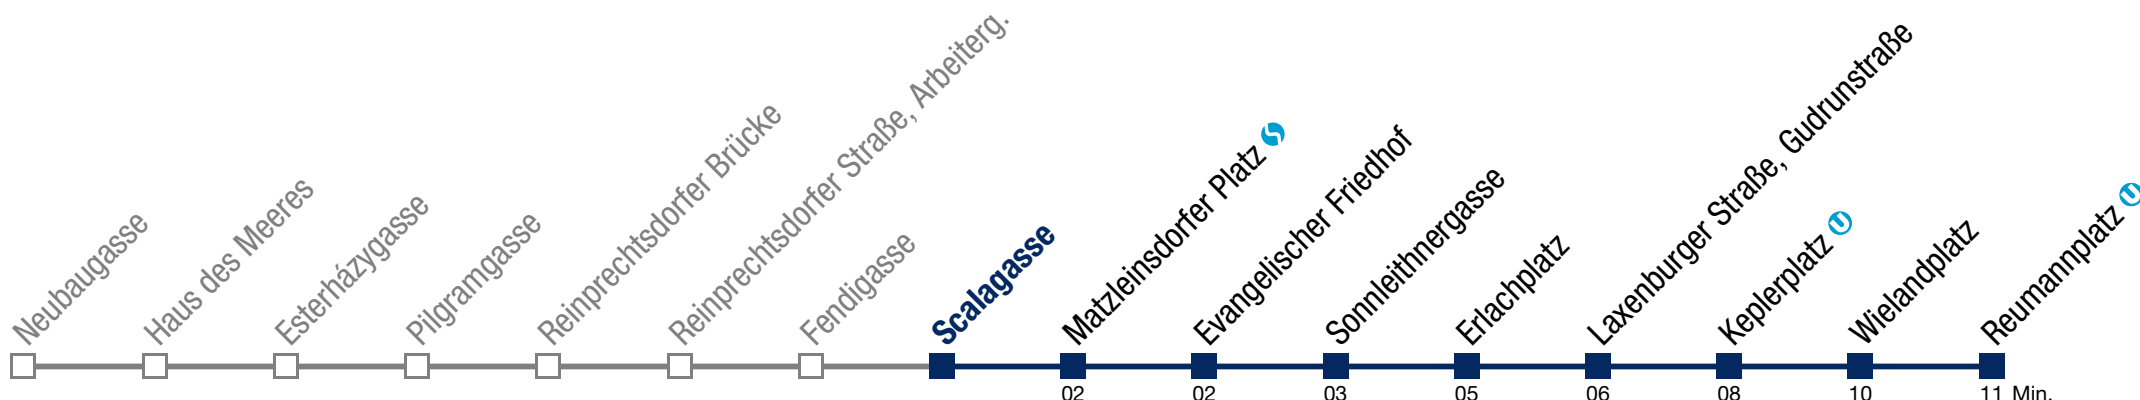 Neubaugasse
Haus des Meeres
Esterházygasse
Pilgramgasse
Reinprechtsdorfer Brücke
Reinprechtsdorfer Straße, Arbeiterg.
Fendigasse
Scalagasse
Matzleinsdorfer Platz S
Evangelischer Friedhof
Sonnleithnergasse
Erlachplatz
Laxenburger Straße, Gudrunstraße
Keplerplatz U
Wielandplatz
Reumannplatz U
02 02 03 05 06 08 10 11 Min.